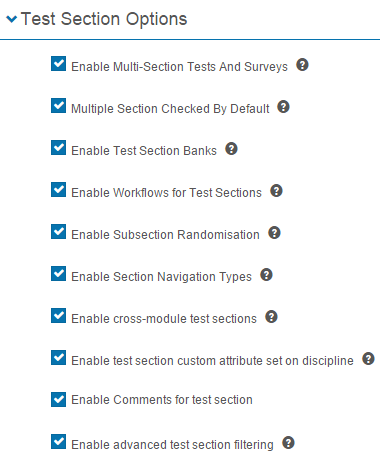 Test Section Options
Enable Multi-Section Tests And Surveys ?
Multiple Section Checked By Default ?
Enable Test Section Banks ?
Enable Workflows for Test Sections ?
Enable Subsection Randomisation ?
Enable Section Navigation Types ?
Enable cross-module test sections ?
Enable test section custom attribute set on discipline ?
Enable Comments for test section
Enable advanced test section filtering ?